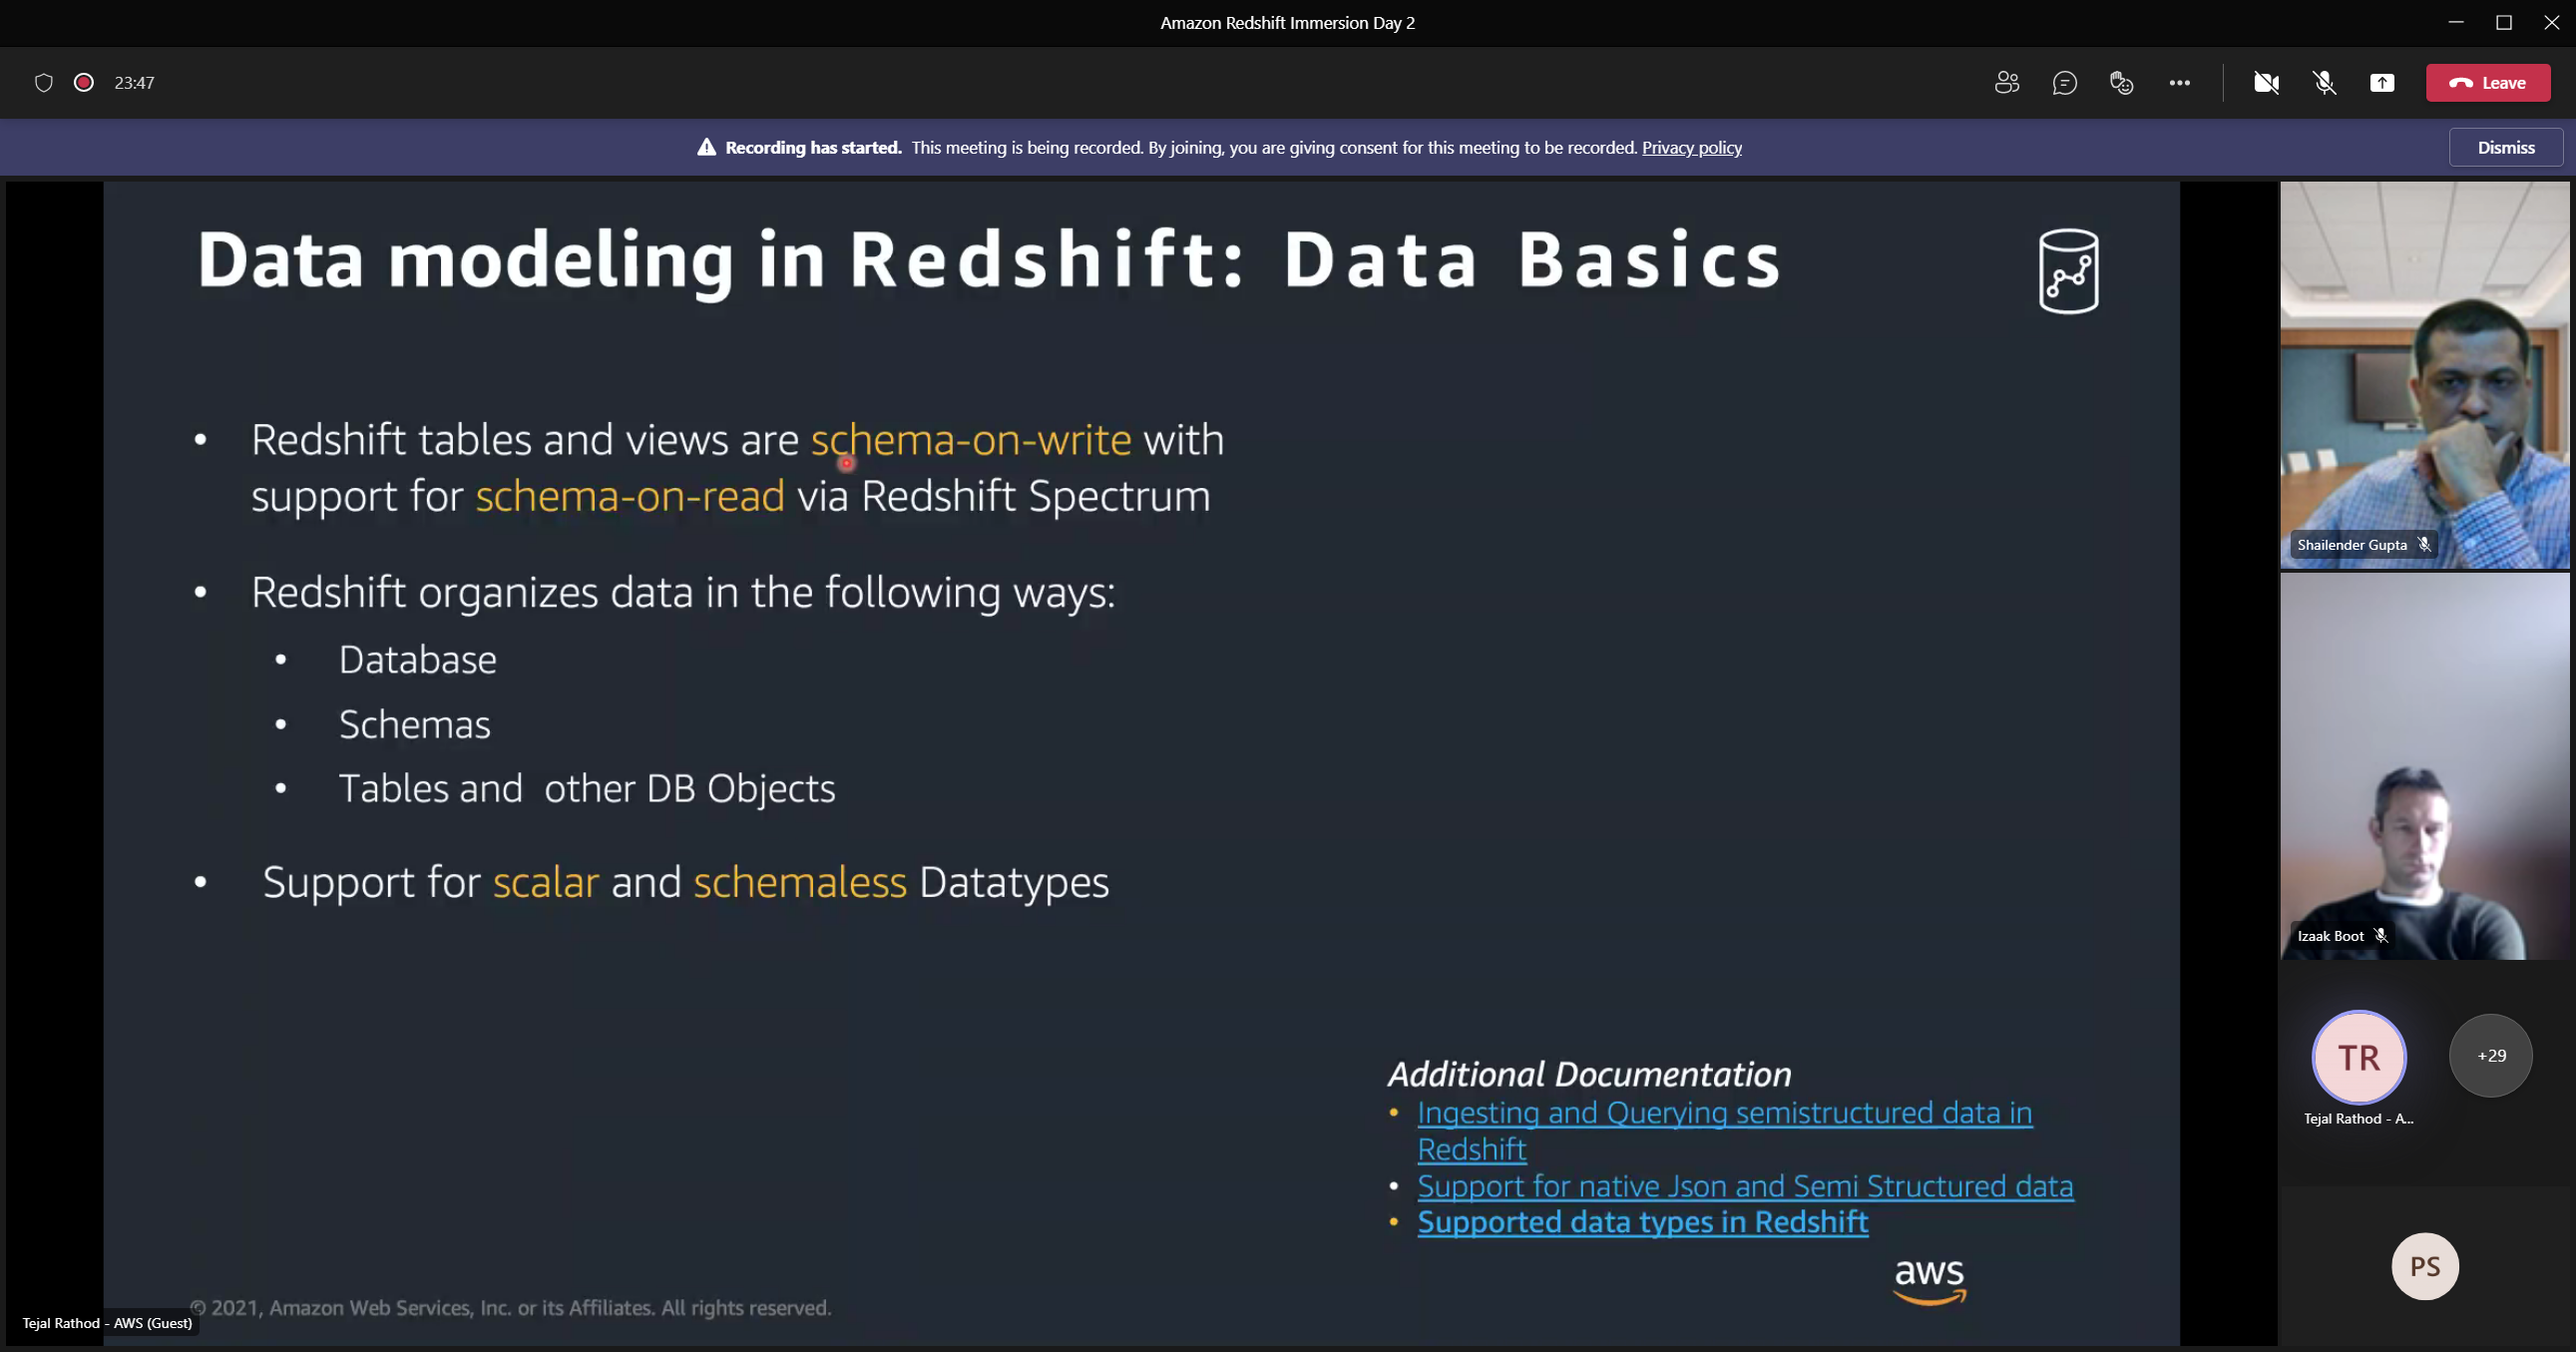 Amazon Redshift Immersion Day 2
23:47
Leave
Recording has started. This meeting is being recorded. By joining, you are giving consent for this meeting to be recorded. Privacy policy
Dismiss
Data modeling in Redshift: Data Basics
• Redshift tables and views are schema-on-write with
support for schema-on-read via Redshift Spectrum
• Redshift organizes data in the following ways:
• Database
• Schemas
• Tables and other DB Objects
• Support for scalar and schemaless Datatypes
Additional Documentation
• Ingesting and Querying semistructured data in
Redshift
• Support for native Json and Semi Structured data
• Supported data types in Redshift
aws
© 2021, Amazon Web Services, Inc. or its Affiliates. All rights reserved.
Tejal Rathod - AWS (Guest)
Shailender Gupta
Izaak Boot
TR
+29
Tejal Rathod - A...
PS